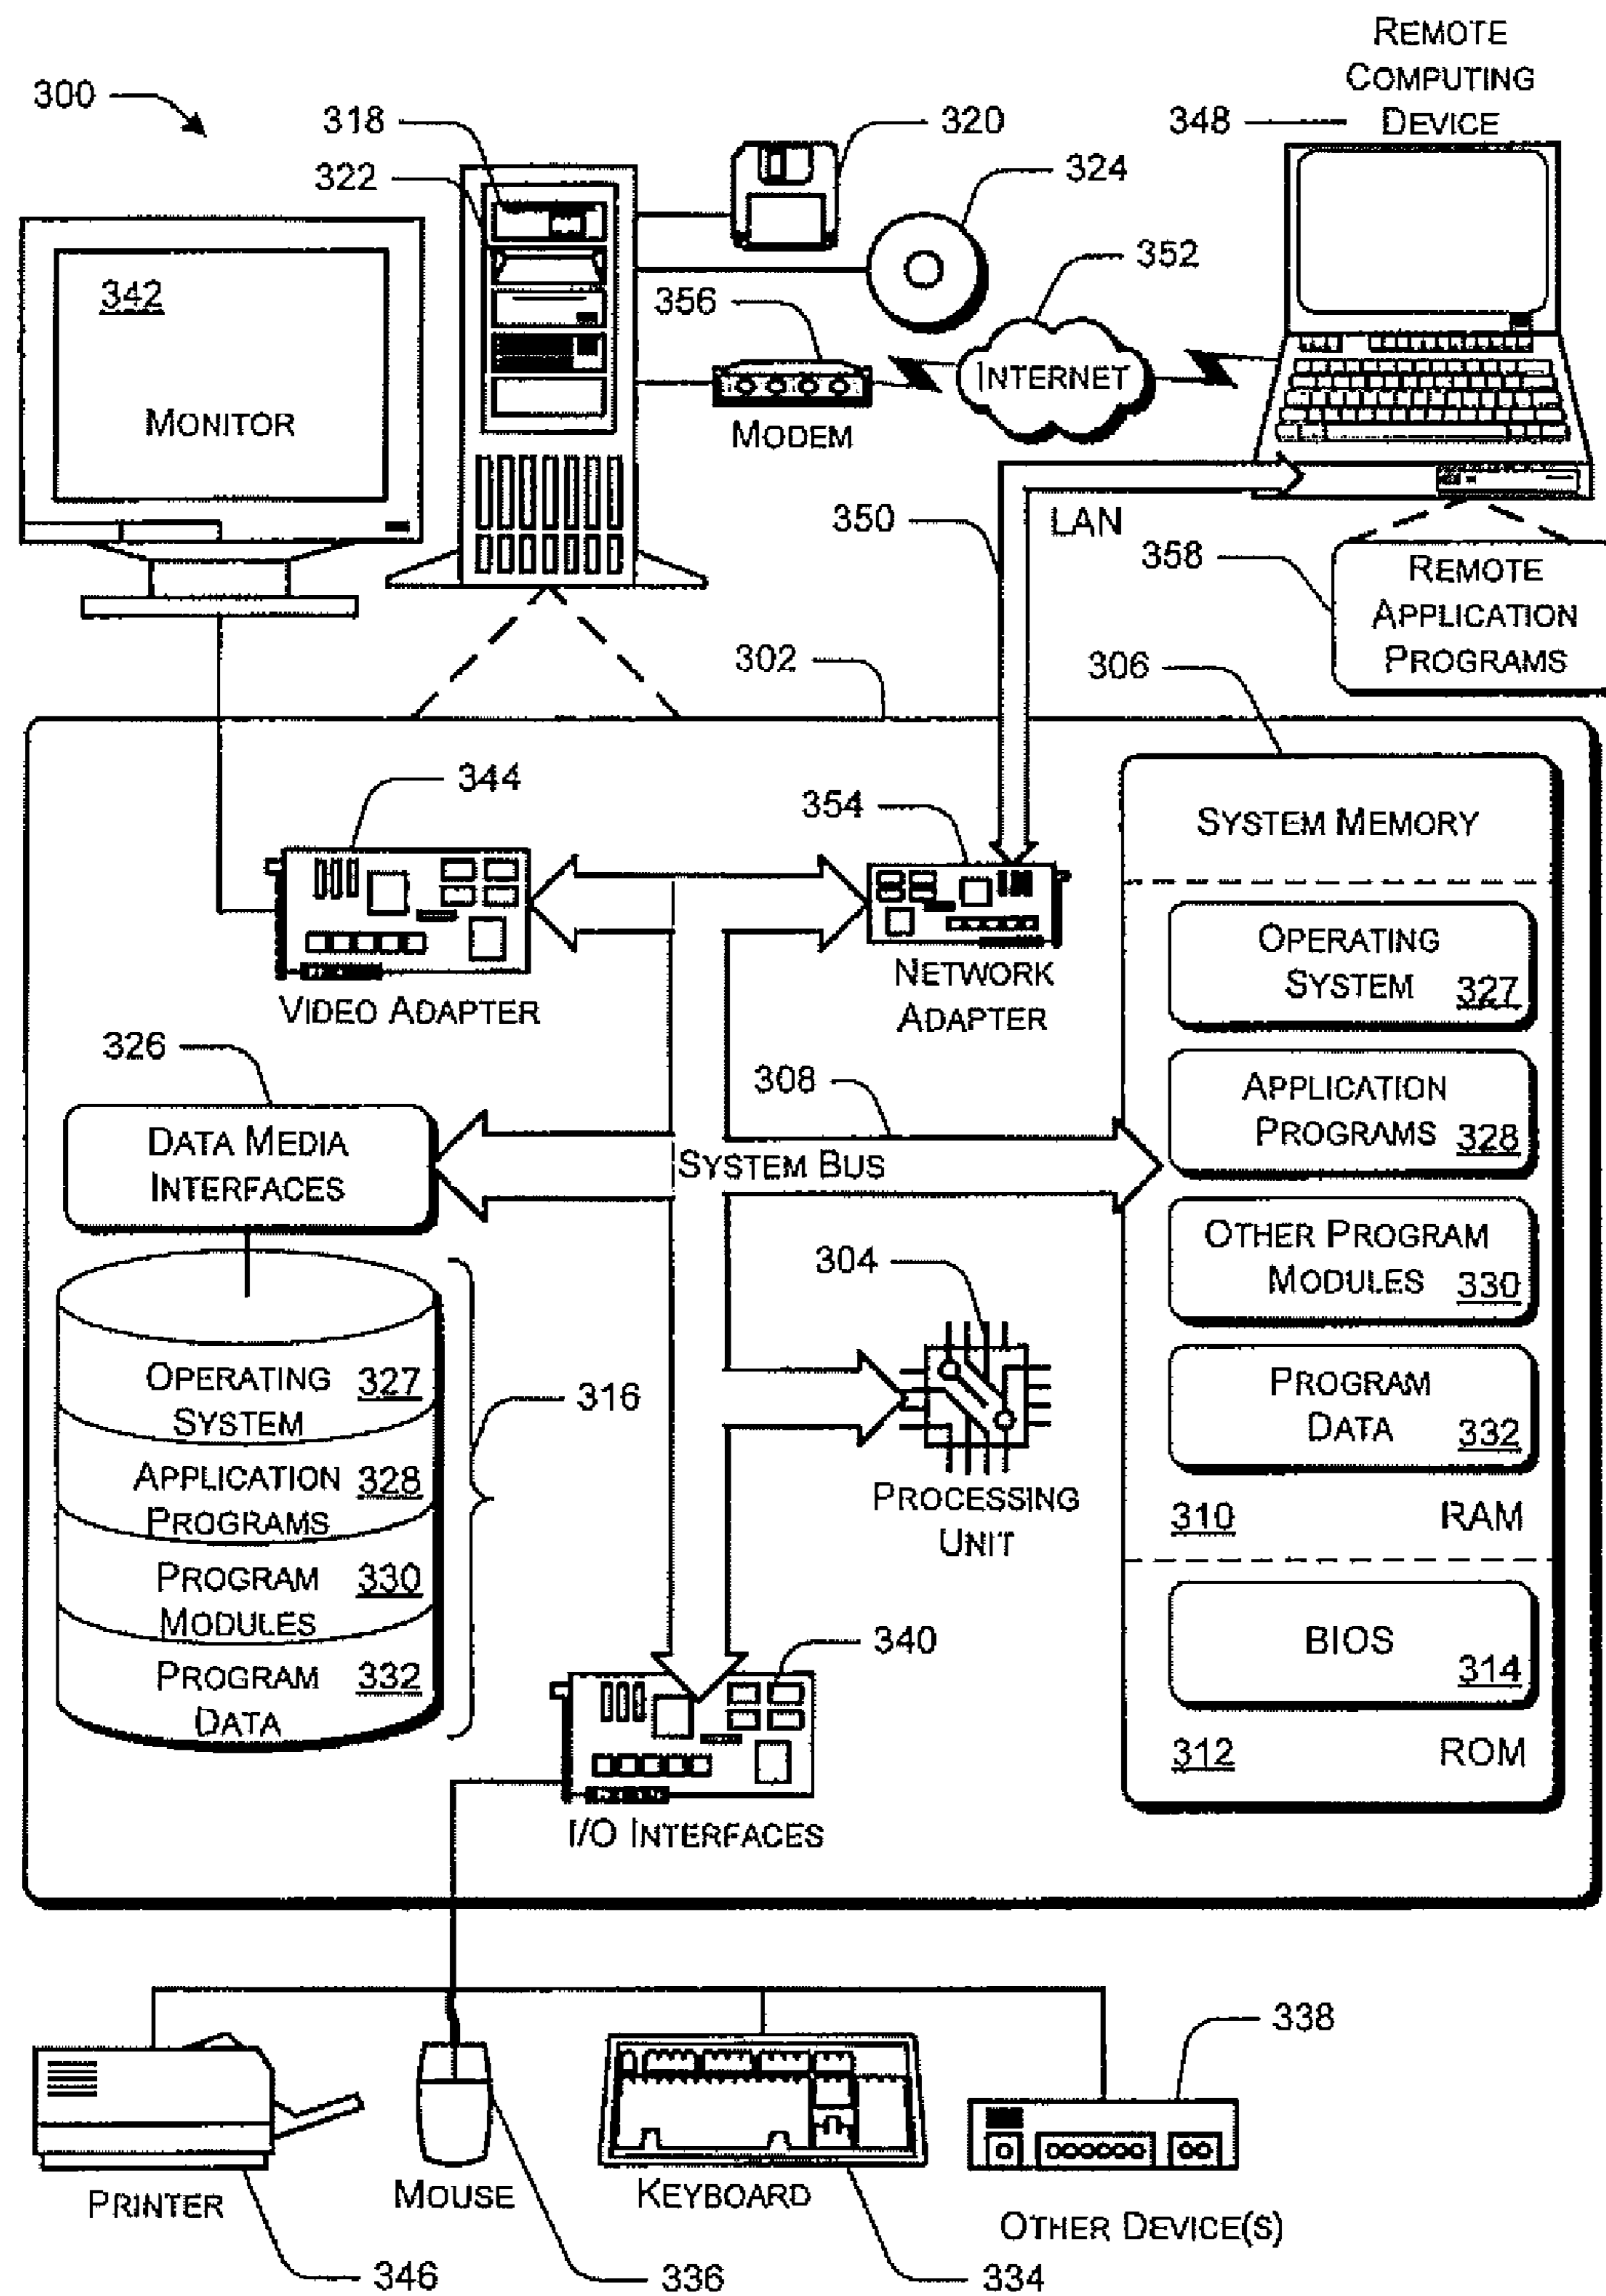 REMOTE
COMPUTING
DEVICE
300
318
320
348
322
324
352
342
356
INTERNET
MONITOR
MODEM
350
LAN
358
REMOTE
APPLICATION
PROGRAMS
302
306
344
354
SYSTEM MEMORY
OPERATING
SYSTEM 327
NETWORK
ADAPTER
VIDEO ADAPTER
326
308
APPLICATION
PROGRAMS 328
DATA MEDIA
INTERFACES
SYSTEM BUS
OTHER PROGRAM
MODULES 330
304
PROGRAM
DATA 332
OPERATING
SYSTEM 327
316
APPLICATION
PROGRAMS 328
PROCESSING
UNIT
310 RAM
PROGRAM
MODULES 330
BIOS
314
340
PROGRAM
DATA 332
312 ROM
I/O INTERFACES
338
PRINTER
MOUSE
KEYBOARD
OTHER DEVICE(S)
346
336
334